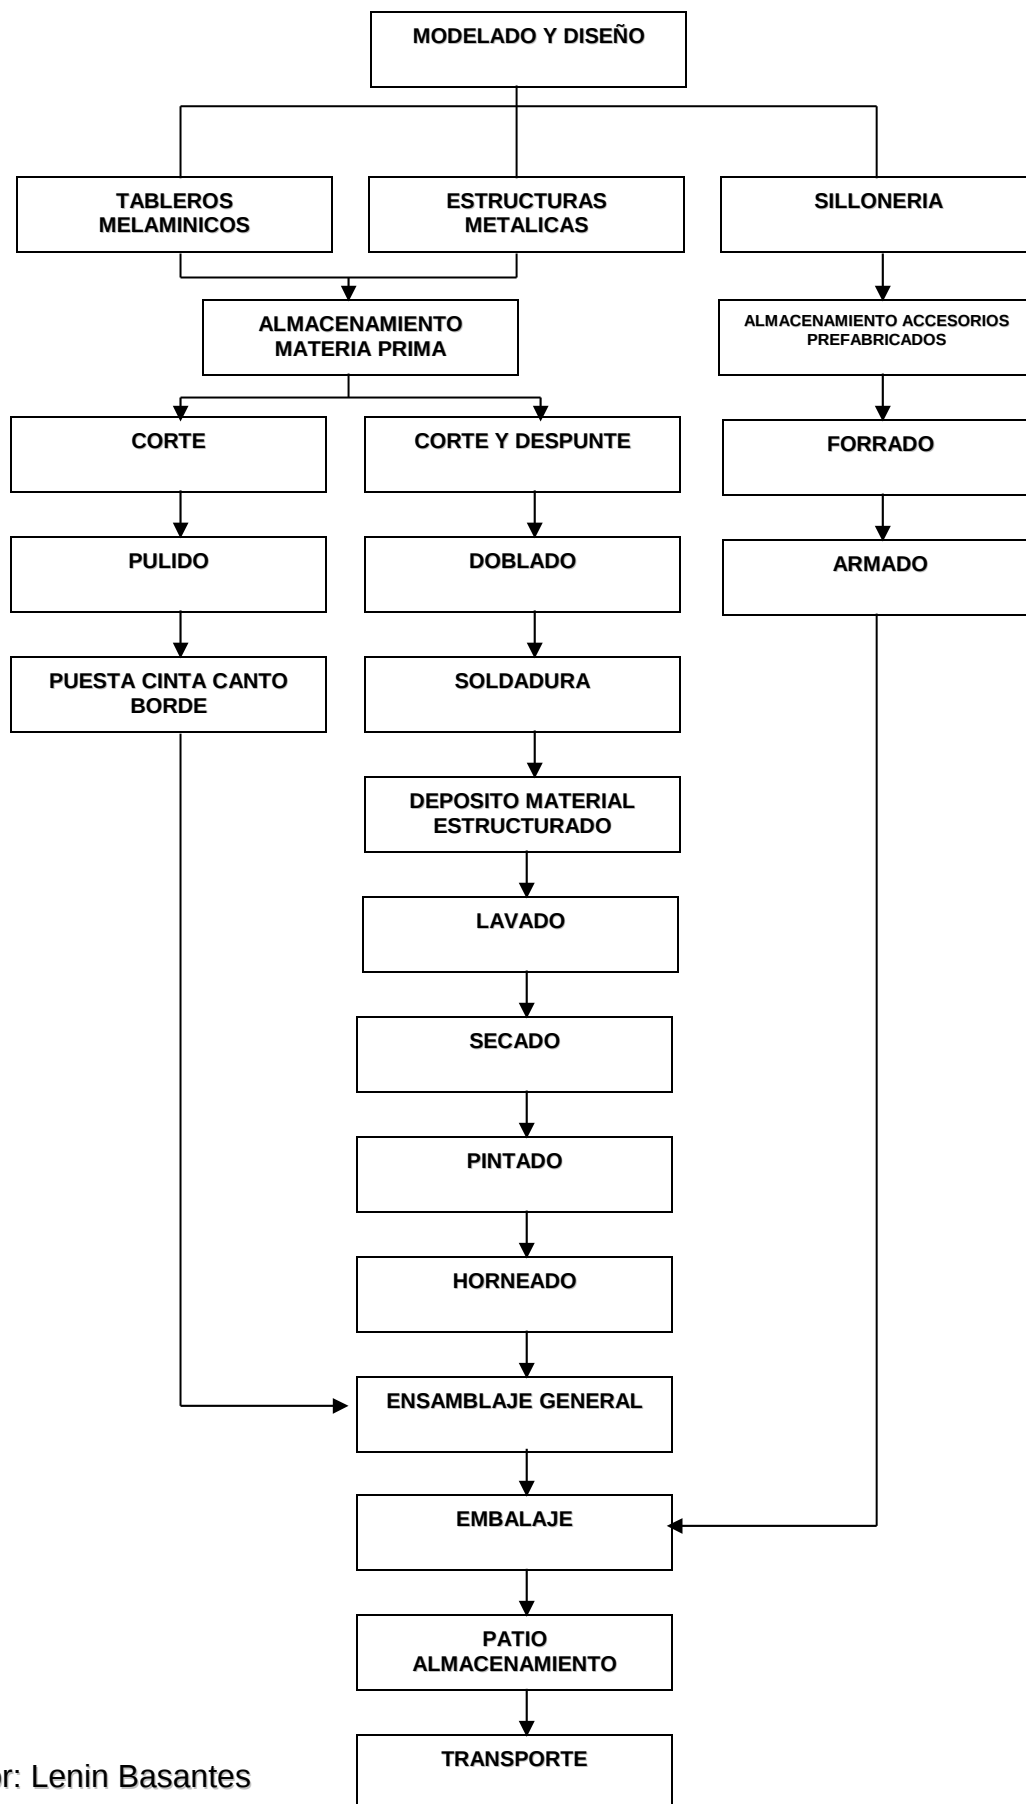 MODELADO Y DISEÑO
TABLEROS
MELAMINICOS
ESTRUCTURAS
METALICAS
SILLONERIA
ALMACENAMIENTO
MATERIA PRIMA
ALMACENAMIENTO ACCESORIOS
PREFABRICADOS
CORTE
CORTE Y DESPUNTE
FORRADO
PULIDO
DOBLADO
ARMADO
PUESTA CINTA CANTO
BORDE
SOLDADURA
DEPOSITO MATERIAL
ESTRUCTURADO
LAVADO
SECADO
PINTADO
HORNEADO
ENSAMBLAJE GENERAL
EMBALAJE
PATIO
ALMACENAMIENTO
TRANSPORTE
r: Lenin Basantes